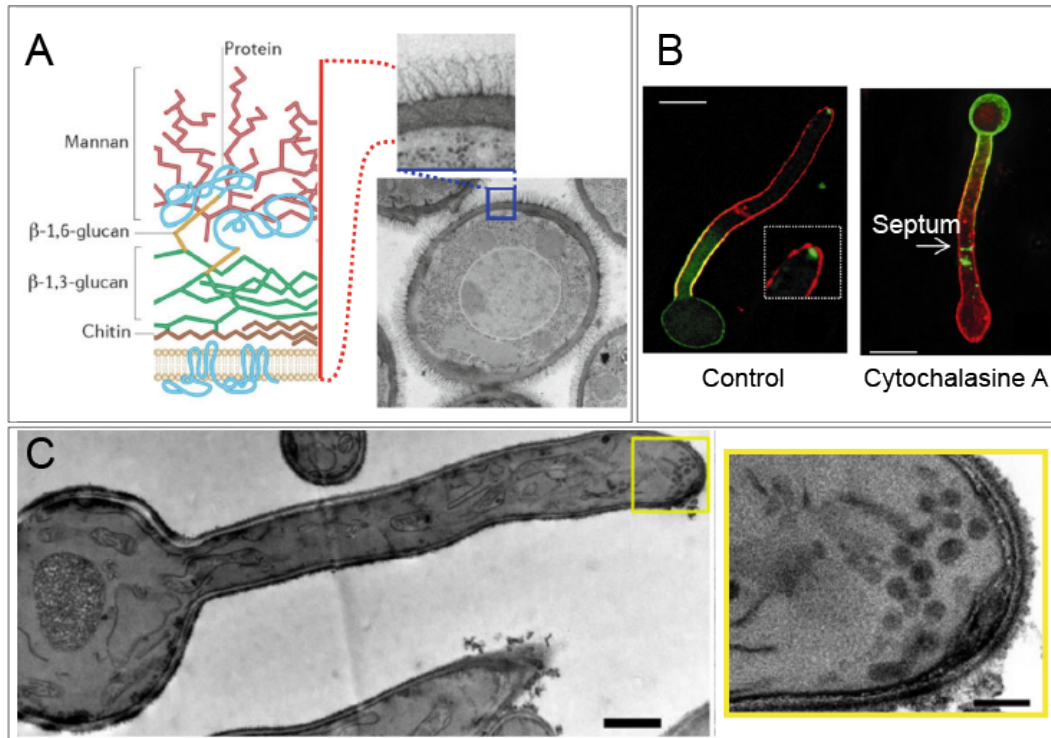 A
Protein
Mannan
β-1,6-glucan
β-1,3-glucan
Chitin
B
Septum
Control
Cytochalasine A
C